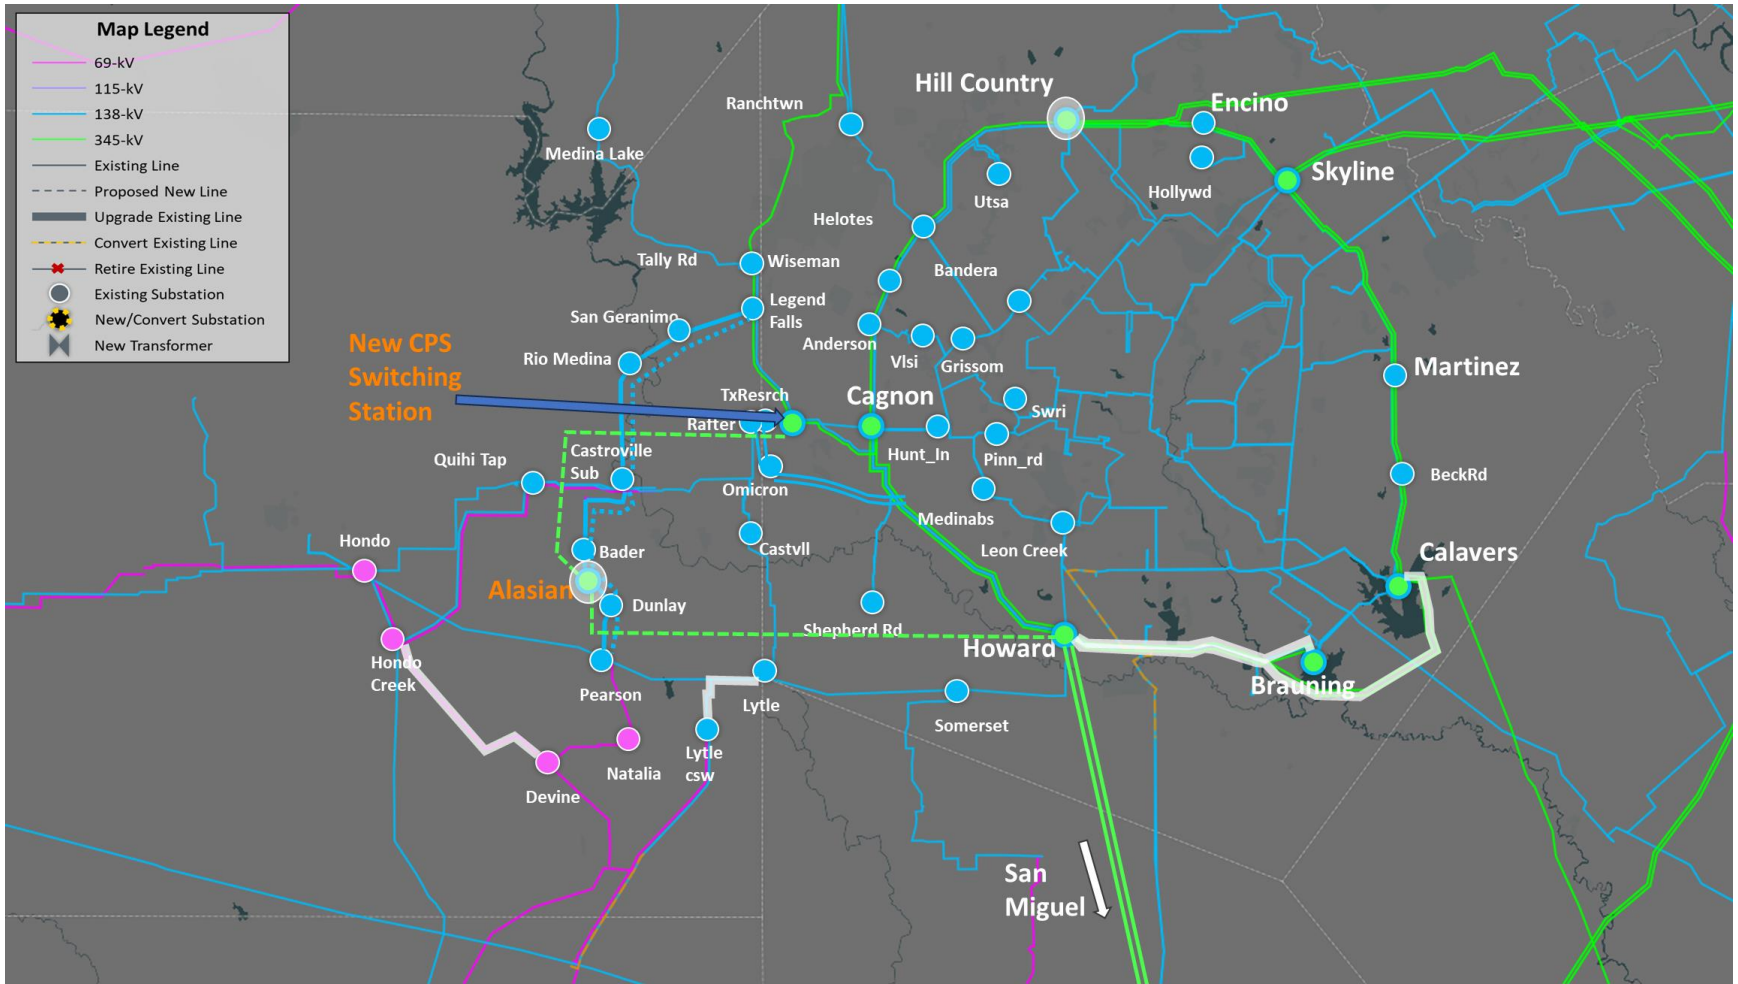 Map Legend
69-kV
115-kV
138-kV
345-kV
Existing Line
Proposed New Line
Upgrade Existing Line
Convert Existing Line
Retire Existing Line
Existing Substation
New/Convert Substation
New Transformer
Ranchtwn
Hill Country
Encino
Medina Lake
Skyline
Hollywd
Utsa
Helotes
Tally Rd
Wiseman
Bandera
Legend
Falls
San Geranimo
Anderson
Vlsi
Grissom
Rio Medina
New CPS
Switching
Station
Martinez
TxResrch
Cagnon
Swri
Rafter
Castroville
Sub
Quihi Tap
Hunt_ln
Pinn_rd
BeckRd
Omicron
Medinabs
Hondo
Bader
Castvll
Leon Creek
Calavers
Alasian
Dunlay
Shepherd Rd
Howard
Hondo
Creek
Pearson
Lytle
Brauning
Somerset
Natalia
Lytle
csw
Devine
San
Miguel